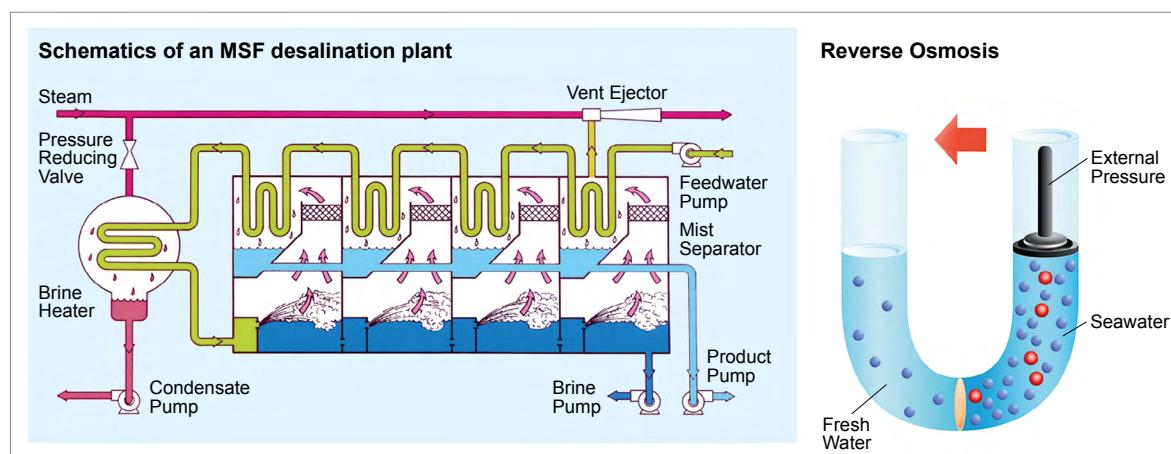 Schematics of an MSF desalination plant
Steam
Vent Ejector
Pressure
Reducing
Valve
Feedwater
Pump
Mist
Separator
Brine
Heater
Condensate
Pump
Brine
Pump
Product
Pump
Reverse Osmosis
External
Pressure
Seawater
Fresh
Water